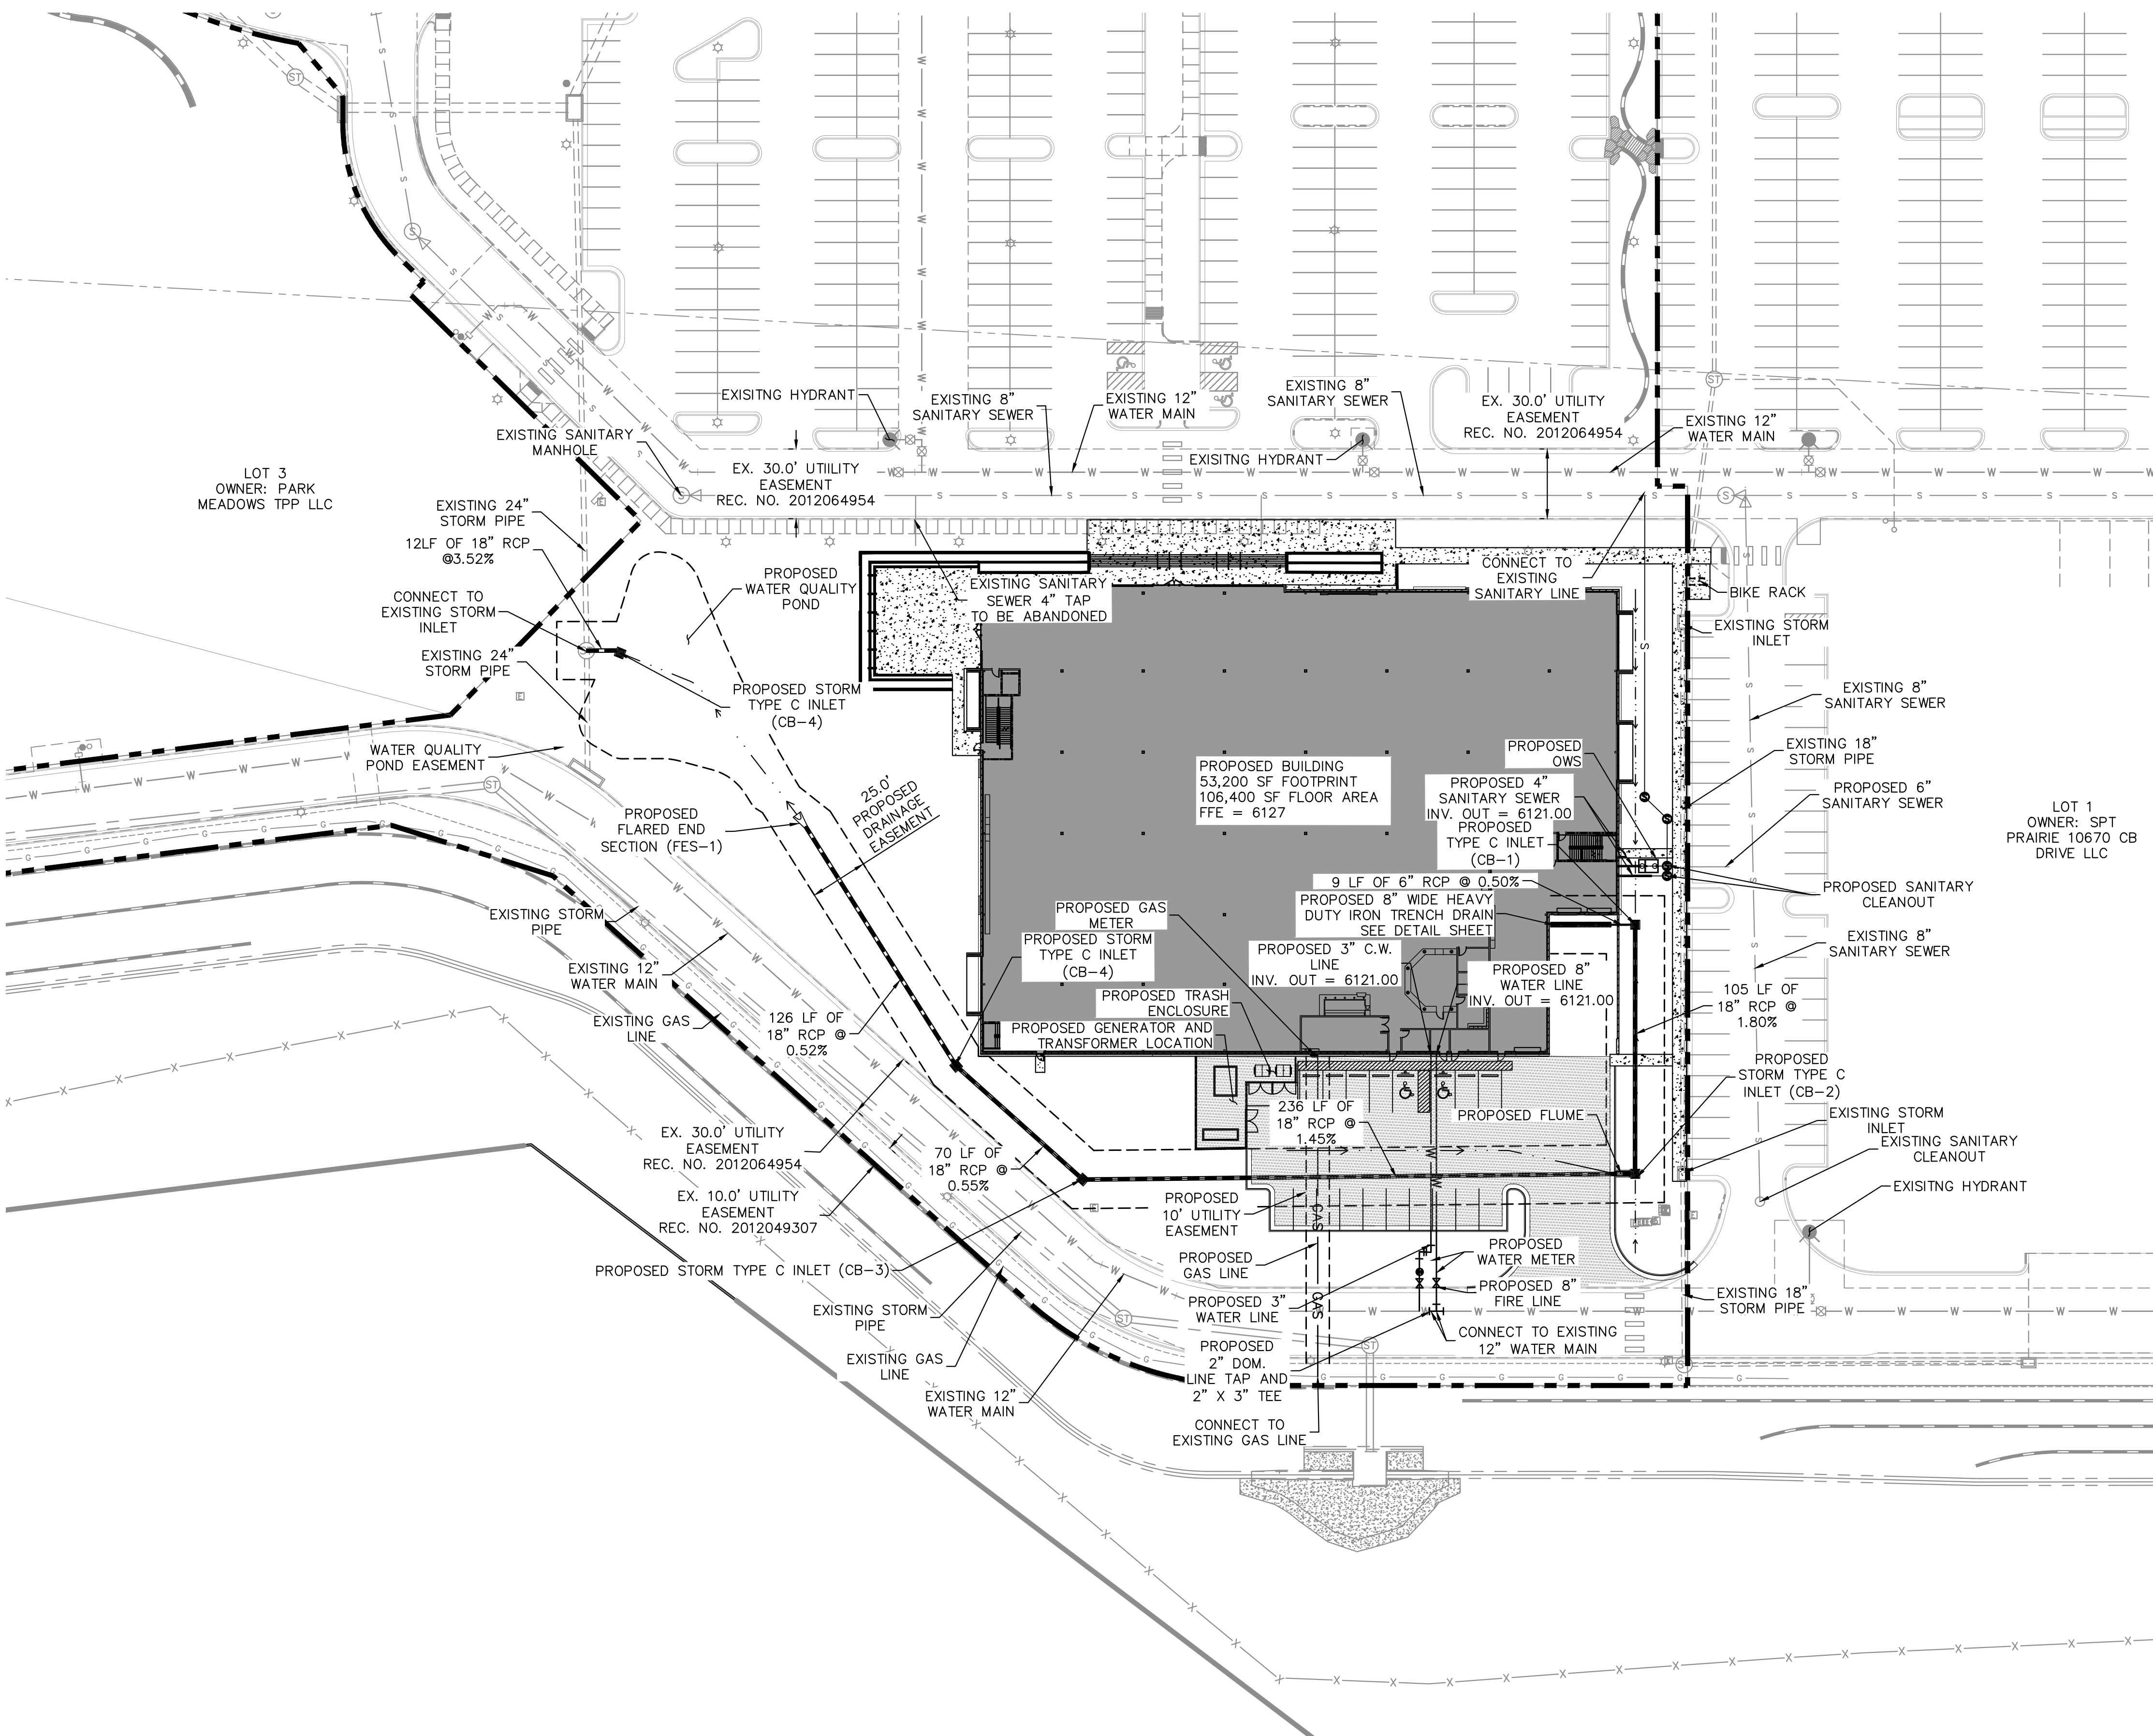 EXISITNG HYDRANT
EXISTING 8"
SANITARY SEWER
EXISTING 12"
WATER MAIN
EXISTING 8"
SANITARY SEWER
EX. 30.0' UTILITY
EASEMENT
REC. NO. 2012064954
EXISTING 12"
WATER MAIN
EXISTING SANITARY
MANHOLE
EX. 30.0' UTIILITY
EASEMENT
REC. NO. 2012064954
EXISITNG HYDRANT
LOT 3
OWNER: PARK
MEADOWS TPP LLC
EXISTING 24"
STORM PIPE
12LF OF 18" RCP
@3.52%
CONNECT TO
EXISTING STORM
INLET
EXISTING 24"
STORM PIPE
PROPOSED
WATER QUALITY
POND
EXISTING SANITARY
SEWER 4" TAP
TO BE ABANDONED
CONNECT TO
EXISTING
SANITARY LINE
BIKE RACK
EXISTING STORM
INLET
PROPOSED STORM
TYPE C INLET
(CB-4)
EXISTING 8"
SANITARY SEWER
WATER QUALITY
POND EASEMENT
PROPOSED
FLARED END
SECTION (FES-1)
25.0'
PROPOSED
DRAINAGE
EASEMENT
PROPOSED BUILDING
53,200 SF FOOTPRINT
106,400 SF FLOOR AREA
FFE = 6127
PROPOSED
OWS
PROPOSED 4"
SANITARY SEWER
INV. OUT = 6121.00
PROPOSED
TYPE C INLET
(CB-1)
EXISTING 18"
STORM PIPE
PROPOSED 6"
SANITARY SEWER
LOT 1
OWNER: SPT
PRAIRIE 10670 CB
DRIVE LLC
9 LF OF 6" RCP @ 0.50%
PROPOSED 8" WIDE HEAVY
DUTY IRON TRENCH DRAIN
SEE DETAIL SHEET
PROPOSED SANITARY
CLEANOUT
EXISTING STORM
PIPE
PROPOSED GAS
METER
PROPOSED STORM
TYPE C INLET
(CB-4)
PROPOSED 3" C.W.
LINE
INV. OUT = 6121.00
PROPOSED 8"
WATER LINE
INV. OUT = 6121.00
EXISTING 8"
SANITARY SEWER
EXISTING 12"
WATER MAIN
PROPOSED TRASH
ENCLOSURE
105 LF OF
18" RCP @
1.80%
EXISTING GAS
LINE
126 LF OF
18" RCP @
0.52%
PROPOSED GENERATOR AND
TRANSFORMER LOCATION
PROPOSED
STORM TYPE C
INLET (CB-2)
236 LF OF
18" RCP @
1.45%
PROPOSED FLUME
EXISTING STORM
INLET
EX. 30.0' UTILITY
EASEMENT
REC. NO. 2012064954
70 LF OF
18" RCP @
0.55%
EXISTING SANITARY
CLEANOUT
EX. 10.0' UTILITY
EASEMENT
REC. NO. 2012049307
PROPOSED
10' UTILITY
EASEMENT
EXISITNG HYDRANT
PROPOSED STORM TYPE C INLET (CB-3)
PROPOSED
GAS LINE
GAS
GAS
PROPOSED
WATER METER
PROPOSED 8"
FIRE LINE
EXISTING STORM
PIPE
PROPOSED 3"
WATER LINE
EXISTING 18"
STORM PIPE
EXISTING GAS
LINE
PROPOSED
2" DOM.
LINE TAP AND
2" X 3" TEE
CONNECT TO EXISTING
12" WATER MAIN
EXISTING 12"
WATER MAIN
CONNECT TO
EXISTING GAS LINE